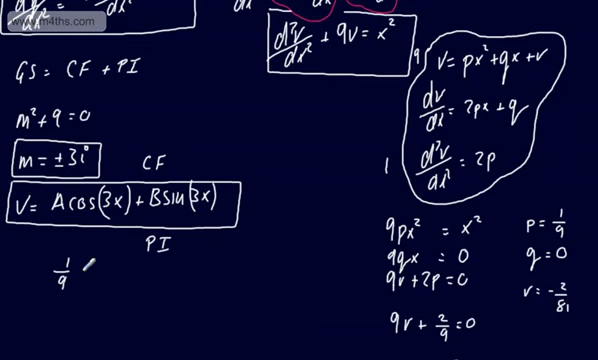 www.m4ths.com
d²v/dx² + 9v = x²
GS = CF + PI
m² + 9 = 0
m = ±3i
CF
v = Acos(3x) + Bsin(3x)
PI
1/9
9
v = px² + qx + r
dv/dx = 2px + q
1
d²v/dx² = 2p
9px² = x²
9qx = 0
9r + 2p = 0
9r + 2/9 = 0
p = 1/9
q = 0
r = -2/81